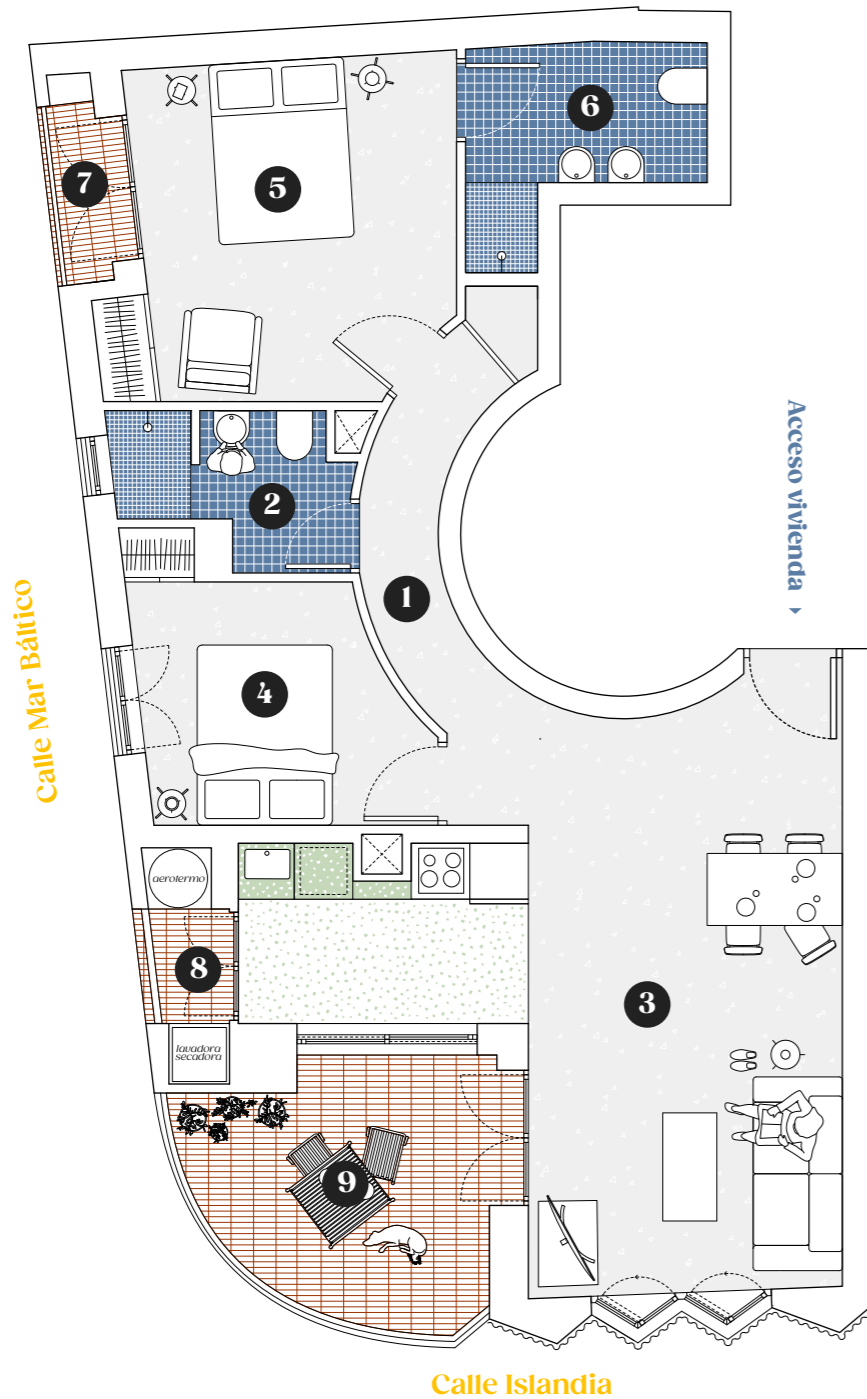 6
7
5
Acceso vivienda ▸
2
1
Calle Mar Báltico
4
aerotermo
8
3
lavadora
secadora
9
Calle Islandia